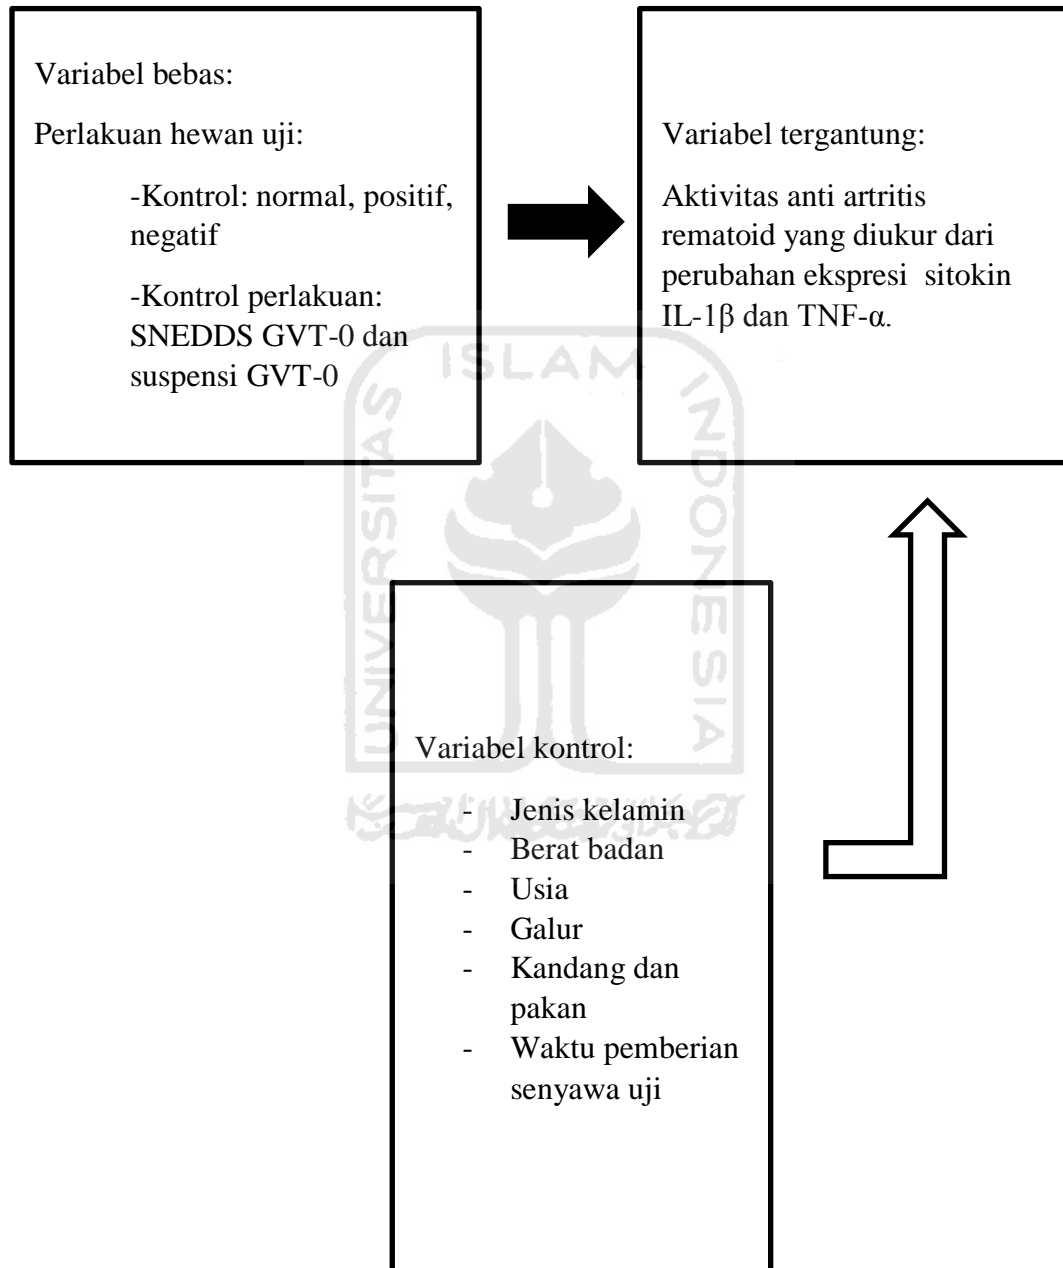 Variabel bebas:
Perlakuan hewan uji:
-Kontrol: normal, positif,
negatif
-Kontrol perlakuan:
SNEDDS GVT-0 dan
suspensi GVT-0
Variabel tergantung:
Aktivitas anti artritis
rematoid yang diukur dari
perubahan ekspresi sitokin
IL-1β dan TNF-α.
ISLAM
UNIVERSITAS
INDONESIA
Variabel kontrol:
- Jenis kelamin
- Berat badan
- Usia
- Galur
- Kandang dan
pakan
- Waktu pemberian
senyawa uji